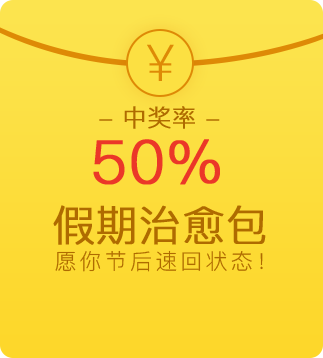 ¥
– 中奖率 –
50%
假期治愈包
愿你节后速回状态!